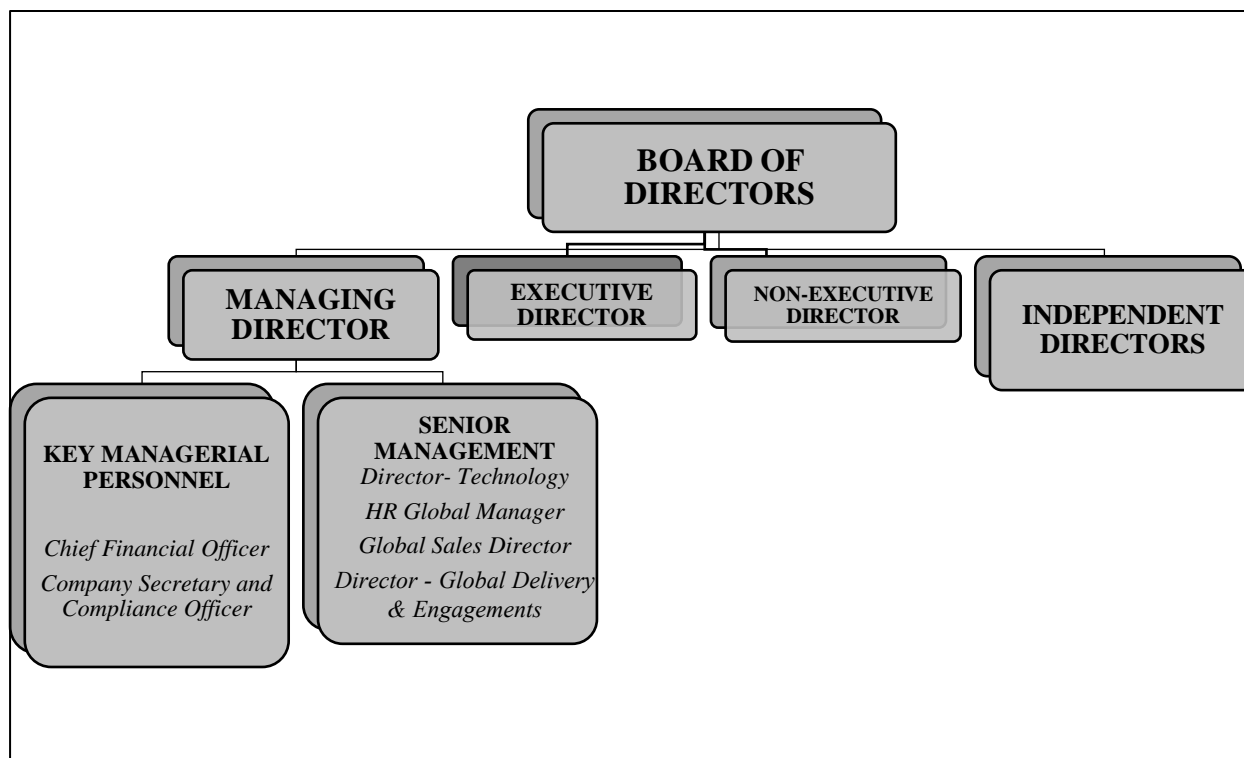 BOARD OF
DIRECTORS
MANAGING
DIRECTOR
EXECUTIVE
DIRECTOR
NON-EXECUTIVE
DIRECTOR
INDEPENDENT
DIRECTORS
KEY MANAGERIAL
PERSONNEL
Chief Financial Officer
Company Secretary and
Compliance Officer
SENIOR
MANAGEMENT
Director- Technology
HR Global Manager
Global Sales Director
Director - Global Delivery
& Engagements